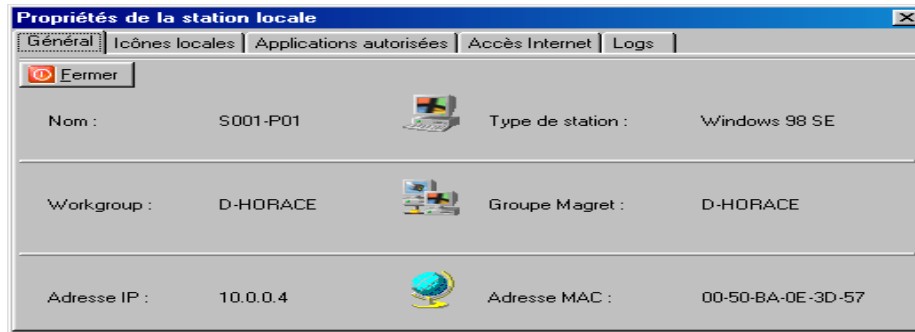 Propriétés de la station locale
Général Icônes locales Applications autorisées Accès Internet Logs
Fermer
Nom : S001-P01 Type de station : Windows 98 SE
Workgroup : D-HORACE Groupe Magret : D-HORACE
Adresse IP : 10.0.0.4 Adresse MAC : 00-50-BA-0E-3D-57